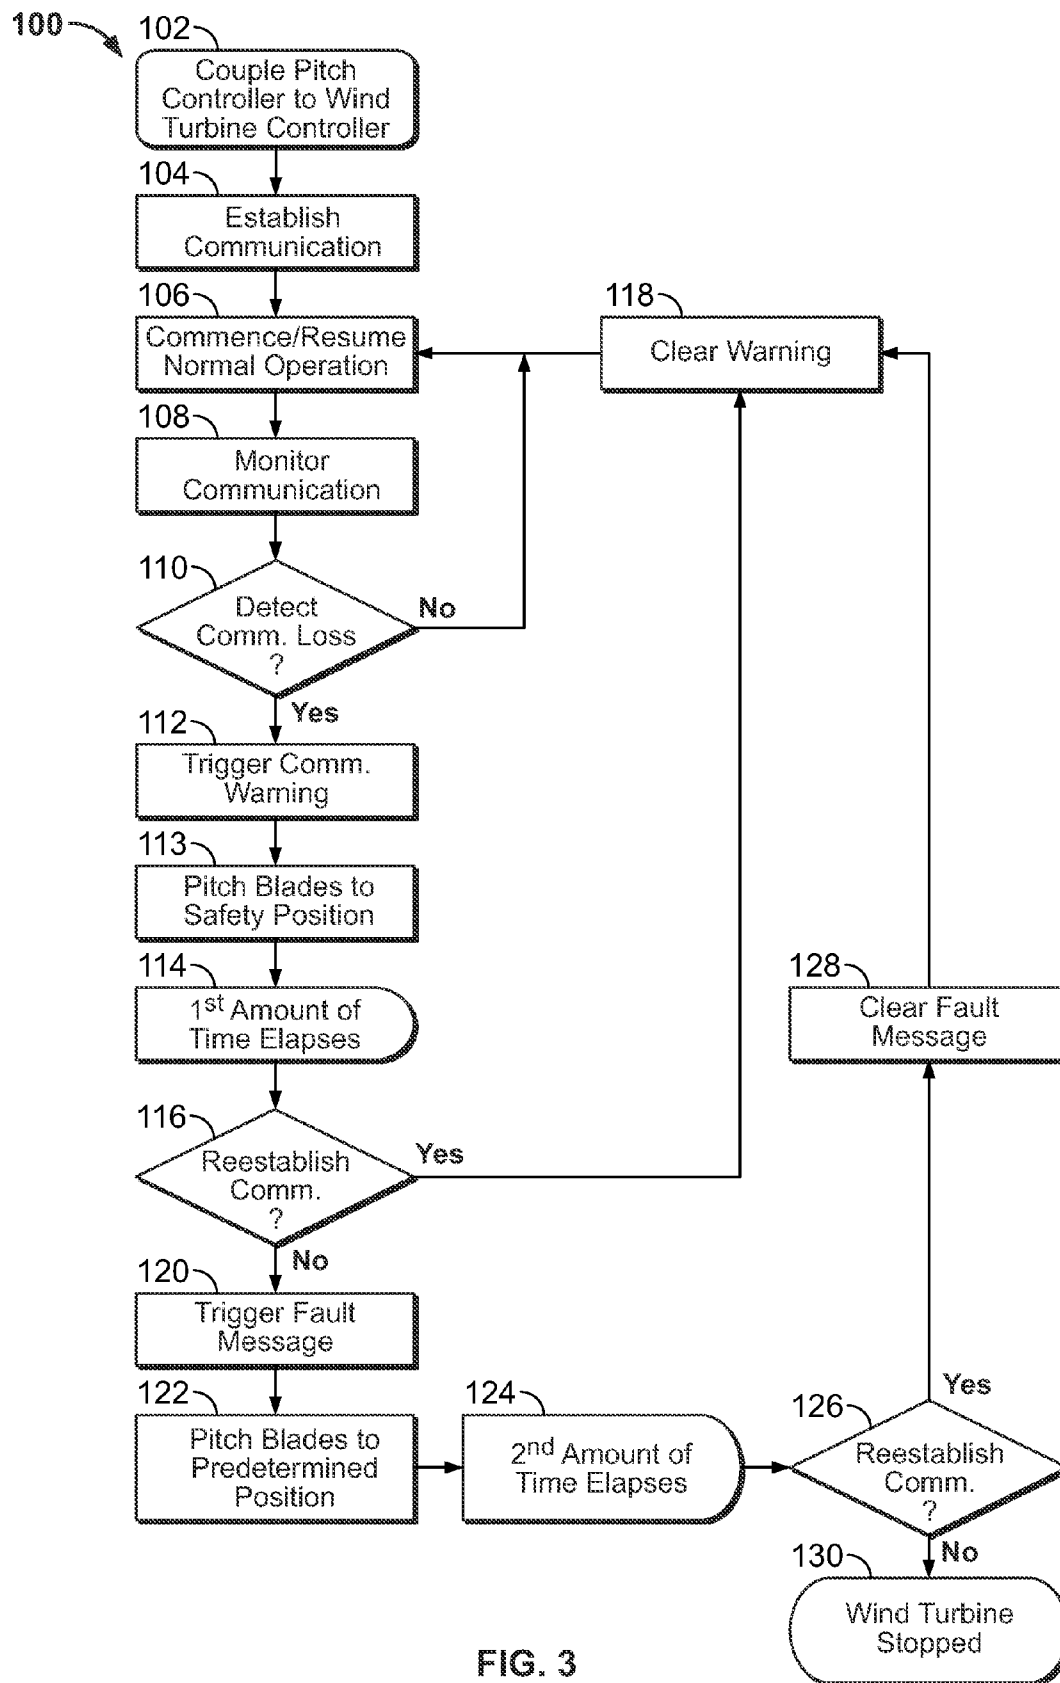 100
102
Couple Pitch
Controller to Wind
Turbine Controller
104
Establish
Communication
106
Commence/Resume
Normal Operation
118
Clear Warning
108
Monitor
Communication
110
Detect
Comm. Loss
?
No
Yes
112
Trigger Comm.
Warning
113
Pitch Blades to
Safety Position
114
1st Amount of
Time Elapses
128
Clear Fault
Message
116
Reestablish
Comm.
?
Yes
No
120
Trigger Fault
Message
122
Pitch Blades to
Predetermined
Position
124
2nd Amount of
Time Elapses
126
Reestablish
Comm.
?
Yes
No
130
Wind Turbine
Stopped
FIG. 3